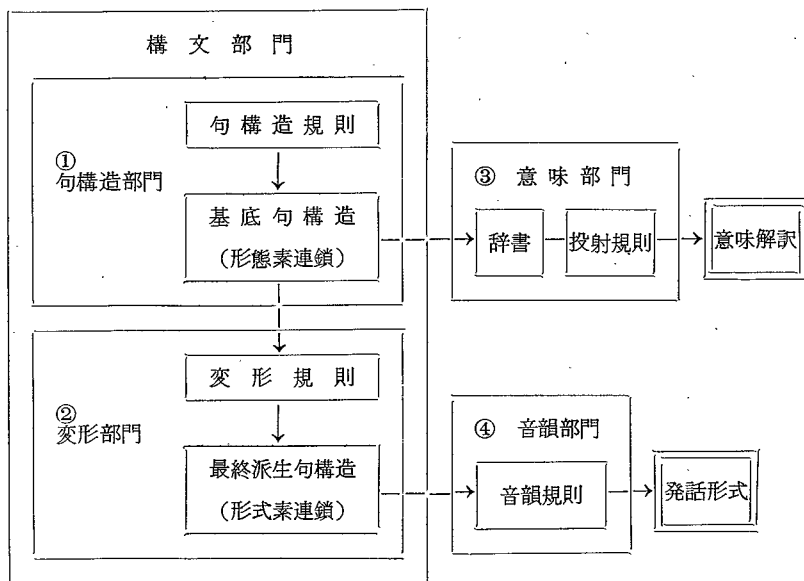 構文部門
句構造規則
①
句構造部門
基底句構造
(形態素連鎖)
③ 意味部門
辞書
投射規則
意味解釈
変形規則
②
変形部門
最終派生句構造
(形式素連鎖)
④ 音韻部門
音韻規則
発話形式